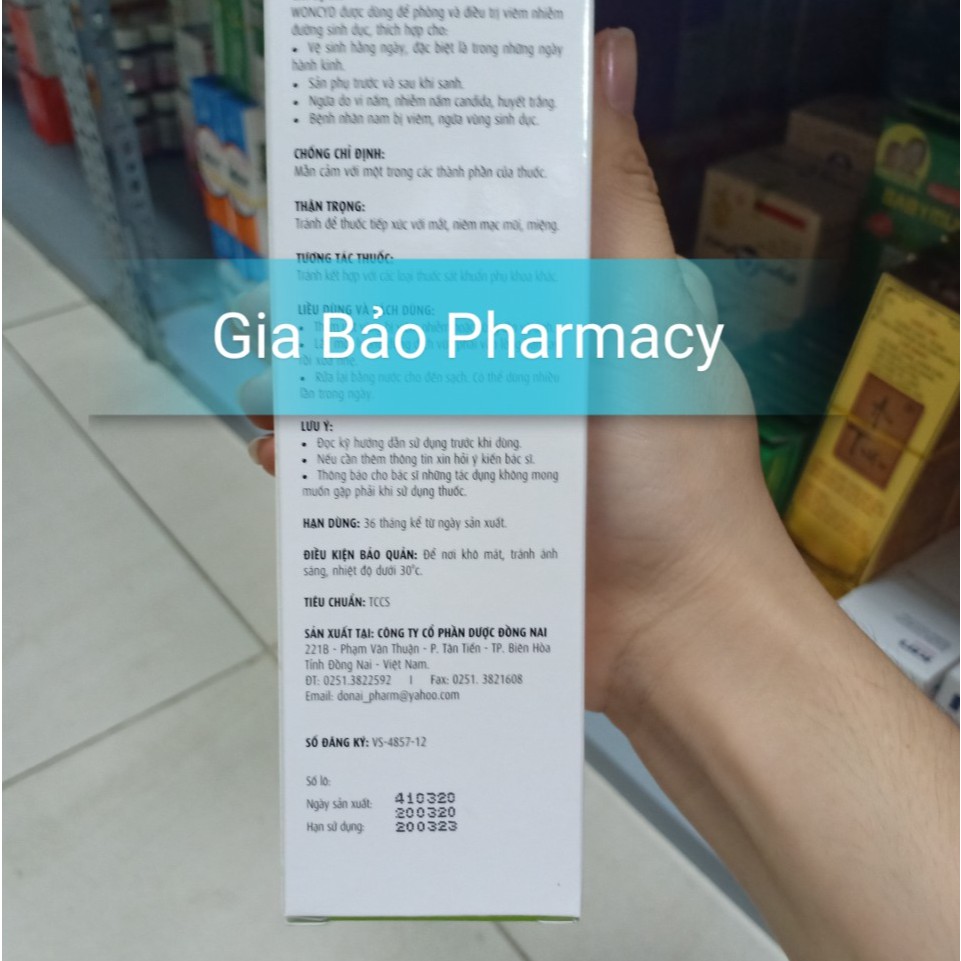 WONCYD được dùng để phòng và điều trị viêm nhiễm
đường sinh dục, thích hợp cho:
• Vệ sinh hằng ngày, đặc biệt là trong những ngày
hành kinh.
• Sản phụ trước và sau khi sanh.
• Ngứa do vi nấm, nhiễm nấm candida, huyết trắng.
• Bệnh nhân nam bị viêm, ngứa vùng sinh dục.
CHỐNG CHỈ ĐỊNH:
Mẫn cảm với một trong các thành phần của thuốc.
THẬN TRỌNG:
Tránh để thuốc tiếp xúc với mắt, niêm mạc mũi, miệng.
TƯƠNG TÁC THUỐC:
Tránh kết hợp với các loại thuốc sát khuẩn phụ khoa khác.
LIỀU DÙNG VÀ CÁCH DÙNG:
Gia Bảo Pharmacy
• Rửa lại bằng nước cho đến sạch. Có thể dùng nhiều
lần trong ngày.
LƯU Ý:
• Đọc kỹ hướng dẫn sử dụng trước khi dùng.
• Nếu cần thêm thông tin xin hỏi ý kiến bác sĩ.
• Thông báo cho bác sĩ những tác dụng không mong
muốn gặp phải khi sử dụng thuốc.
HẠN DÙNG: 36 tháng kể từ ngày sản xuất.
ĐIỀU KIỆN BẢO QUẢN: Để nơi khô mát, tránh ánh
sáng, nhiệt độ dưới 30°c.
TIÊU CHUẨN: TCCS
SẢN XUẤT TẠI: CÔNG TY CỔ PHẦN DƯỢC ĐỒNG NAI
221B - Phạm Văn Thuận - P. Tân Tiến - TP. Biên Hòa
Tỉnh Đồng Nai - Việt Nam.
ĐT: 0251.3822592 I Fax: 0251. 3821608
Email: donai_pharm@yahoo.com
SỐ ĐĂNG KÝ: VS-4857-12
Số lô: 410320
Ngày sản xuất: 200320
Hạn sử dụng: 200323